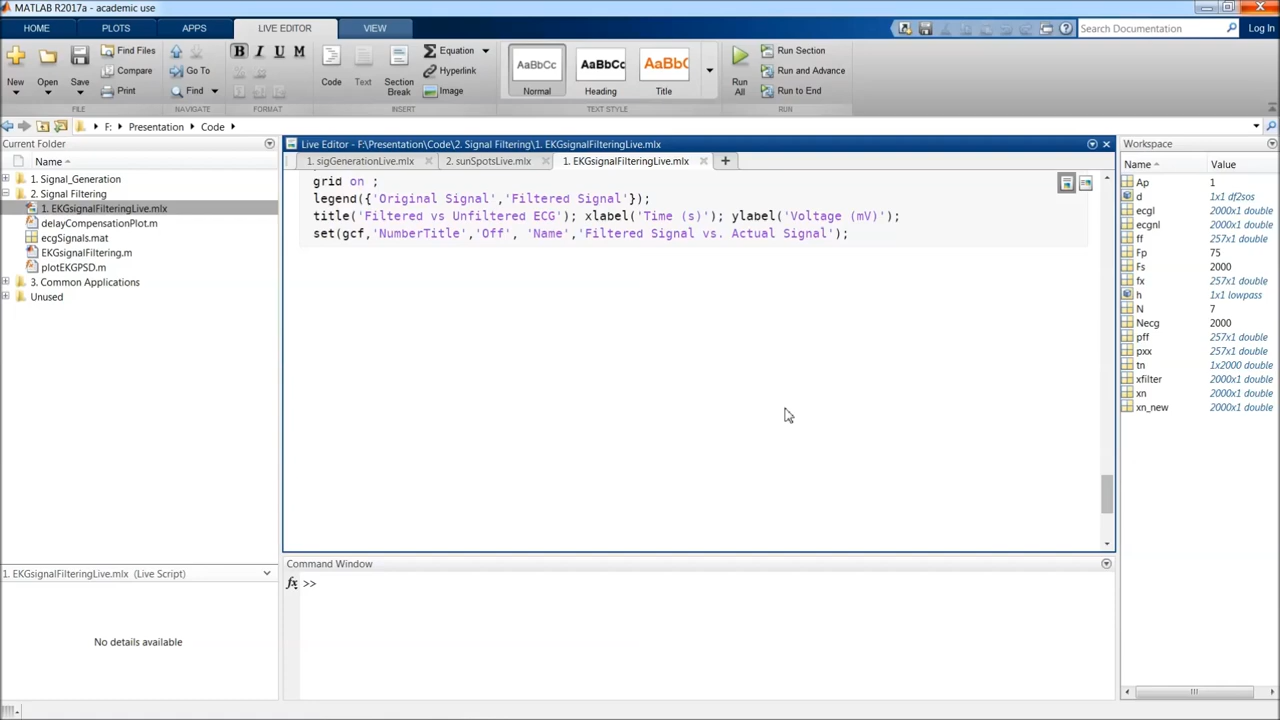 MATLAB R2017a - academic use
HOME PLOTS APPS LIVE EDITOR VIEW
Search Documentation Log In
New Open Save Find Files Compare Print
Go To Find
B I U M
Code Text Section Break
Equation Hyperlink Image
AaBbCc Normal AaBbCc Heading AaBbC Title
Run All Run Section Run and Advance Run to End
FILE NAVIGATE FORMAT INSERT TEXT STYLE RUN
F: Presentation Code
Current Folder
Name
1. Signal_Generation
2. Signal Filtering
1. EKGsignalFilteringLive.mlx
delayCompensationPlot.m
ecgSignals.mat
EKGsignalFiltering.m
plotEKGPSD.m
3. Common Applications
Unused
1. EKGsignalFilteringLive.mlx (Live Script)
No details available
Live Editor - F:\Presentation\Code\2. Signal Filtering\1. EKGsignalFilteringLive.mlx
1. sigGenerationLive.mlx 2. sunSpotsLive.mlx 1. EKGsignalFilteringLive.mlx
grid on ;
legend({'Original Signal','Filtered Signal'});
title('Filtered vs Unfiltered ECG'); xlabel('Time (s)'); ylabel('Voltage (mV)');
set(gcf,'NumberTitle','Off', 'Name','Filtered Signal vs. Actual Signal');
Command Window
fx >>
Workspace
Name Value
Ap 1
d 1x1 df2sos
ecgl 2000x1 double
ecgnl 2000x1 double
ff 257x1 double
Fp 75
Fs 2000
fx 257x1 double
h 1x1 lowpass
N 7
Necg 2000
pff 257x1 double
pxx 257x1 double
tn 1x2000 double
xfilter 2000x1 double
xn 2000x1 double
xn_new 2000x1 double